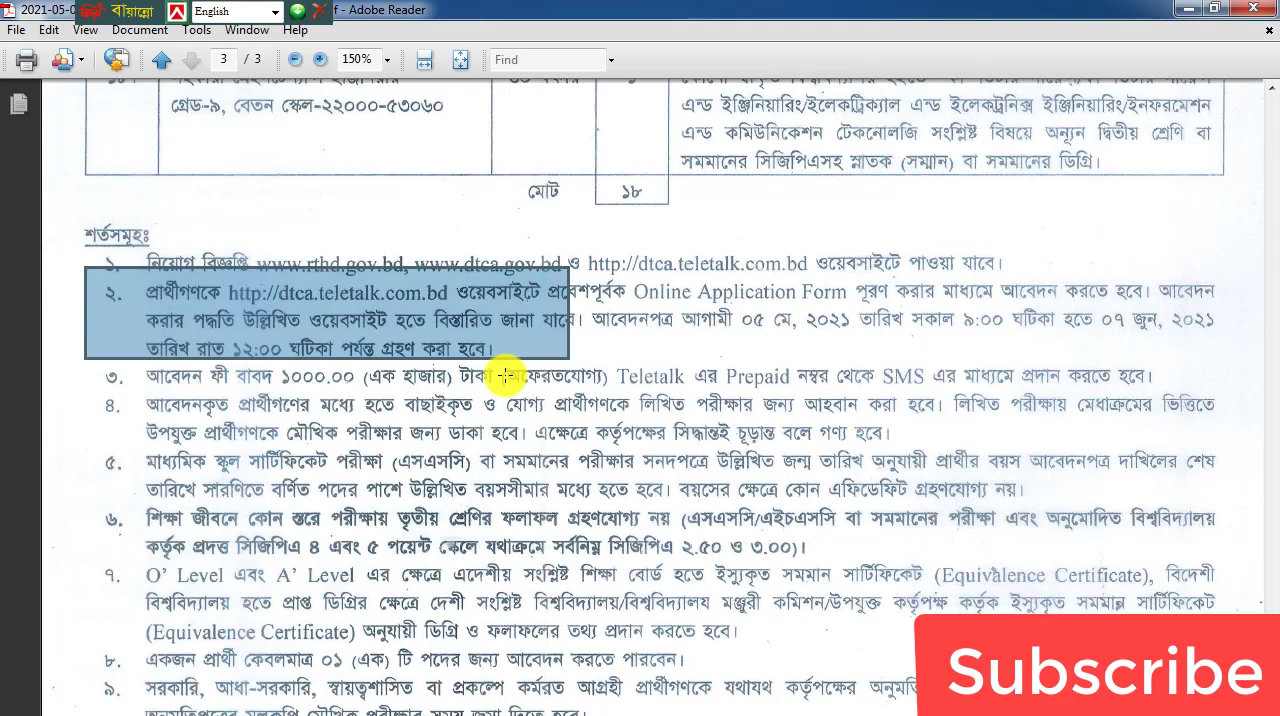 2021-05-0
বায়ান্নো
English
f - Adobe Reader
File Edit View Document Tools Window Help
3 / 3
150%
Find
গ্রেড-৯, বেতন স্কেল-২২০০০-৫৩০৬০
এন্ড ইঞ্জিনিয়ারিং/ইলেকট্রিক্যাল এন্ড ইলেকট্রনিক্স ইঞ্জিনিয়ারিং/ইনফরমেশন
এন্ড কমিউনিকেশন টেকনোলজি সংশ্লিষ্ট বিষয়ে অন্যূন দ্বিতীয় শ্রেণি বা
সমমানের সিজিপিএসহ স্নাতক (সম্মান) বা সমমানের ডিগ্রি।
মোট ১৮
শর্তসমূহঃ
১. নিয়োগ বিজ্ঞপ্তি www.rthd.gov.bd, www.dtca.gov.bd ও http://dtca.teletalk.com.bd ওয়েবসাইটে পাওয়া যাবে।
২. প্রার্থীগণকে http://dtca.teletalk.com.bd ওয়েবসাইটে প্রবেশপূর্বক Online Application Form পূরণ করার মাধ্যমে আবেদন করতে হবে। আবেদন
করার পদ্ধতি উল্লিখিত ওয়েবসাইট হতে বিস্তারিত জানা যাবে। আবেদনপত্র আগামী ০৫ মে, ২০২১ তারিখ সকাল ৯:০০ ঘটিকা হতে ০৭ জুন, ২০২১
তারিখ রাত ১২:০০ ঘটিকা পর্যন্ত গ্রহণ করা হবে।
৩. আবেদন ফী বাবদ ১০০০.০০ (এক হাজার) টাকা (অফেরতযোগ্য) Teletalk এর Prepaid নম্বর থেকে SMS এর মাধ্যমে প্রদান করতে হবে।
৪. আবেদনকৃত প্রার্থীগণের মধ্যে হতে বাছাইকৃত ও যোগ্য প্রার্থীগণকে লিখিত পরীক্ষার জন্য আহবান করা হবে। লিখিত পরীক্ষায় মেধাক্রমের ভিত্তিতে
উপযুক্ত প্রার্থীগণকে মৌখিক পরীক্ষার জন্য ডাকা হবে। এক্ষেত্রে কর্তৃপক্ষের সিদ্ধান্তই চূড়ান্ত বলে গণ্য হবে।
৫. মাধ্যমিক স্কুল সার্টিফিকেট পরীক্ষা (এসএসসি) বা সমমানের পরীক্ষার সনদপত্রে উল্লিখিত জন্ম তারিখ অনুযায়ী প্রার্থীর বয়স আবেদনপত্র দাখিলের শেষ
তারিখে সারণিতে বর্ণিত পদের পাশে উল্লিখিত বয়সসীমার মধ্যে হতে হবে। বয়সের ক্ষেত্রে কোন এফিডেফিট গ্রহণযোগ্য নয়।
৬. শিক্ষা জীবনে কোন স্তরে পরীক্ষায় তৃতীয় শ্রেণির ফলাফল গ্রহণযোগ্য নয় (এসএসসি/এইচএসসি বা সমমানের পরীক্ষা এবং অনুমোদিত বিশ্ববিদ্যালয়
কর্তৃক প্রদত্ত সিজিপিএ ৪ এবং ৫ পয়েন্ট স্কেলে যথাক্রমে সর্বনিম্ন সিজিপিএ ২.৫০ ও ৩.০০)।
৭. O' Level এবং A' Level এর ক্ষেত্রে এদেশীয় সংশ্লিষ্ট শিক্ষা বোর্ড হতে ইস্যুকৃত সমমান সার্টিফিকেট (Equivalence Certificate), বিদেশী
বিশ্ববিদ্যালয় হতে প্রাপ্ত ডিগ্রির ক্ষেত্রে দেশী সংশ্লিষ্ট বিশ্ববিদ্যালয়/বিশ্ববিদ্যালয় মঞ্জুরী কমিশন/উপযুক্ত কর্তৃপক্ষ কর্তৃক ইস্যুকৃত সমমান সার্টিফিকেট
(Equivalence Certificate) অনুযায়ী ডিগ্রি ও ফলাফলের তথ্য প্রদান করতে হবে।
৮. একজন প্রার্থী কেবলমাত্র ০১ (এক) টি পদের জন্য আবেদন করতে পারবেন।
৯. সরকারি, আধা-সরকারি, স্বায়ত্বশাসিত বা প্রকল্পে কর্মরত আগ্রহী প্রার্থীগণকে যথাযথ কর্তৃপক্ষের
Subscribe